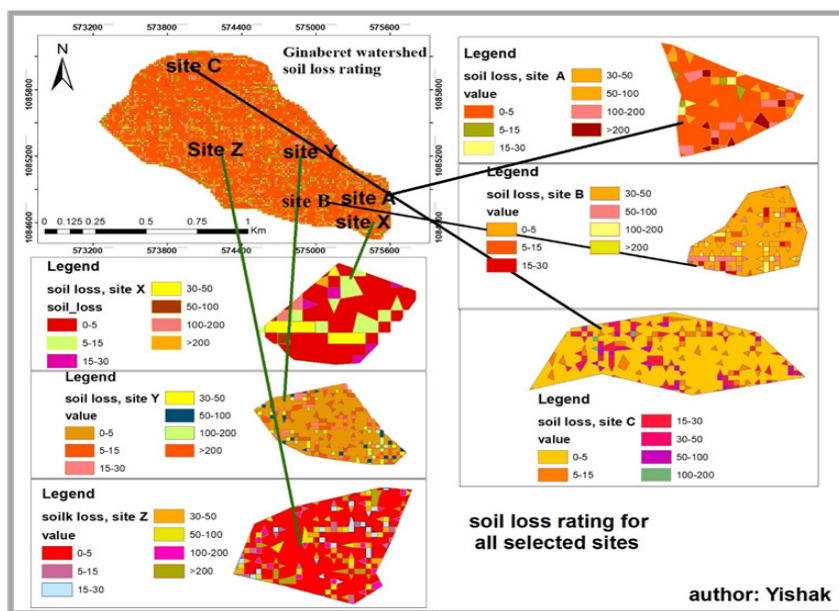 573200 573800 574400 575000 575600
N
Ginaberet watershed
soil loss rating
site C
Site Z
site Y
site B
site A
site X
1085800
1085200
1084600
1085800
1085200
0 0.125 0.25 0.5 0.75 1
Km
573200 573800 574400 575000 575600
Legend
soil loss, site A
value
0-5
5-15
15-30
30-50
50-100
100-200
>200
Legend
soil loss, site B
value
0-5
5-15
15-30
30-50
50-100
100-200
>200
Legend
soil loss, site C
value
0-5
5-15
15-30
30-50
50-100
100-200
Legend
soil loss, site X
soil_loss
0-5
5-15
15-30
30-50
50-100
100-200
>200
Legend
soil loss, site Y
value
0-5
5-15
15-30
30-50
50-100
100-200
>200
Legend
soilk loss, site Z
value
0-5
5-15
15-30
30-50
50-100
100-200
>200
soil loss rating for
all selected sites
author: Yishak